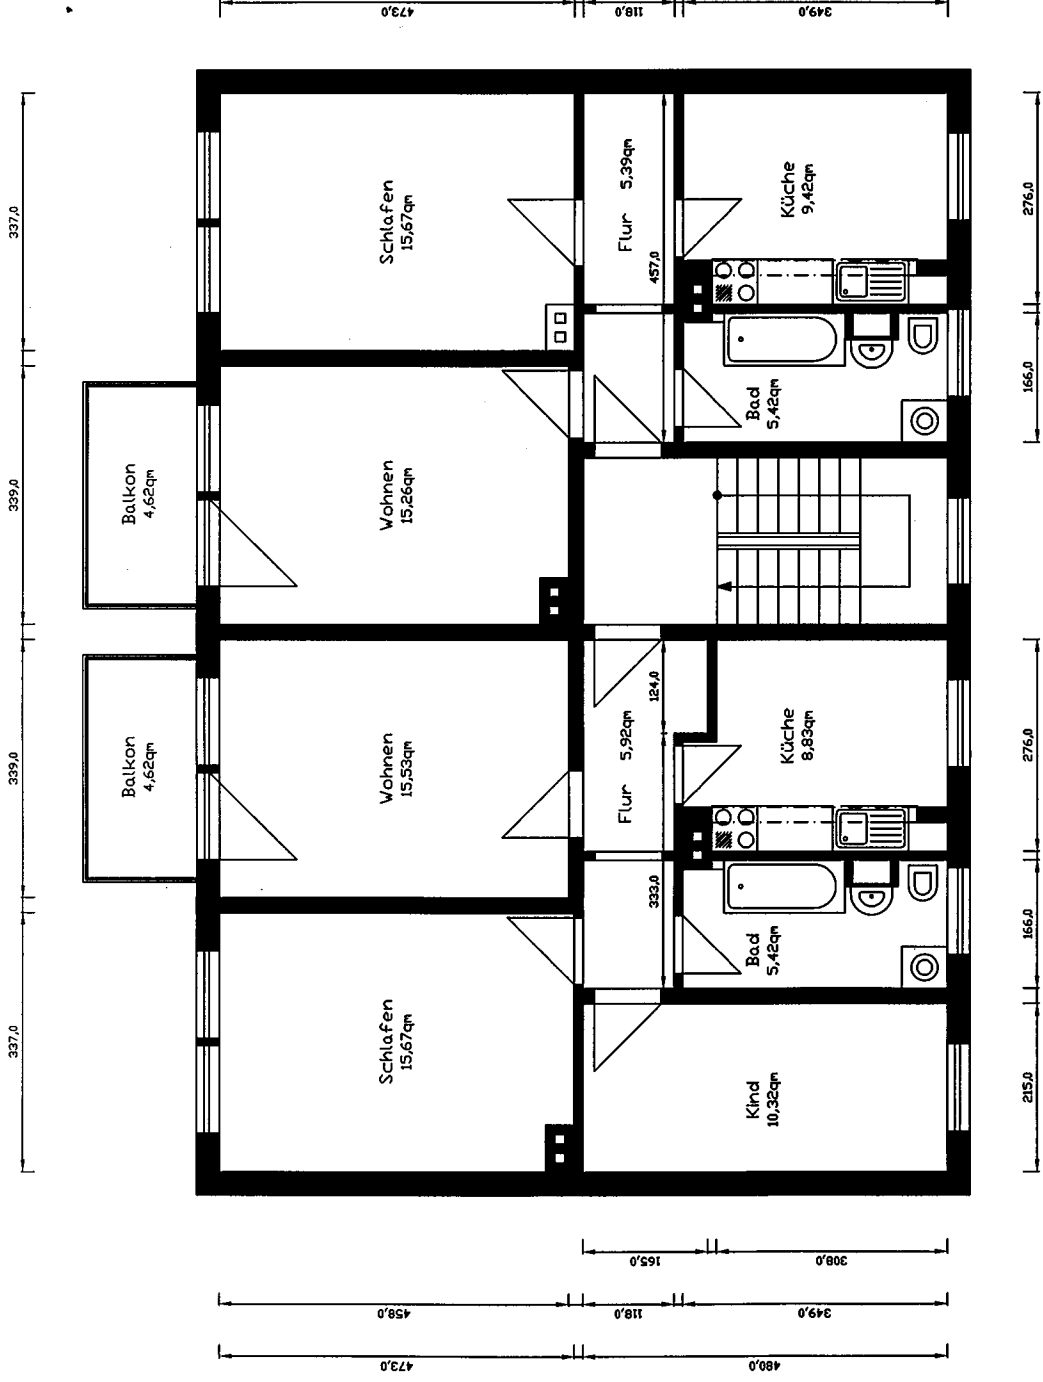 473,0
118,0
349,0
337,0
339,0
339,0
337,0
Schlafen
15,67qm
Flur 5,39qm
457,0
Küche
9,42qm
276,0
Balkon
4,62qm
Wohnen
15,26qm
Bad
5,42qm
166,0
Balkon
4,62qm
Wohnen
15,53qm
Flur 5,92qm
124,0
333,0
Küche
8,83qm
276,0
Schlafen
15,67qm
Bad
5,42qm
166,0
Kind
10,32qm
215,0
165,0
308,0
458,0
118,0
349,0
473,0
480,0